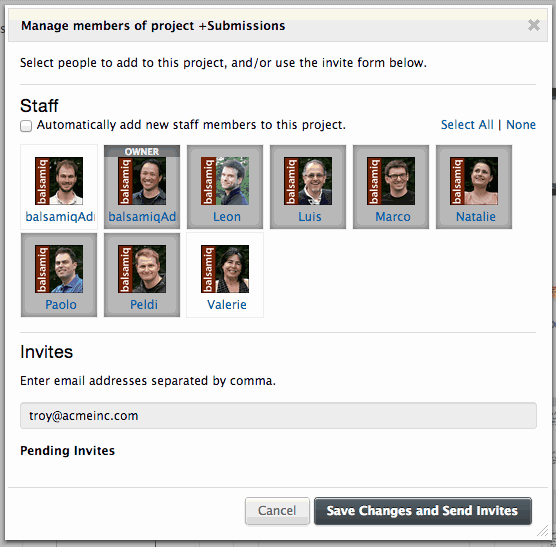 Manage members of project +Submissions
Select people to add to this project, and/or use the invite form below.
Staff
Automatically add new staff members to this project.
Select All | None
OWNER
balsamiq balsamiq balsamiq balsamiq balsamiq
balsamiqAdı balsamiqAd Leon Luis Marco Natalie
balsamiq balsamiq balsamiq
Paolo Peldi Valerie
Invites
Enter email addresses separated by comma.
troy@acmeinc.com
Pending Invites
Cancel Save Changes and Send Invites